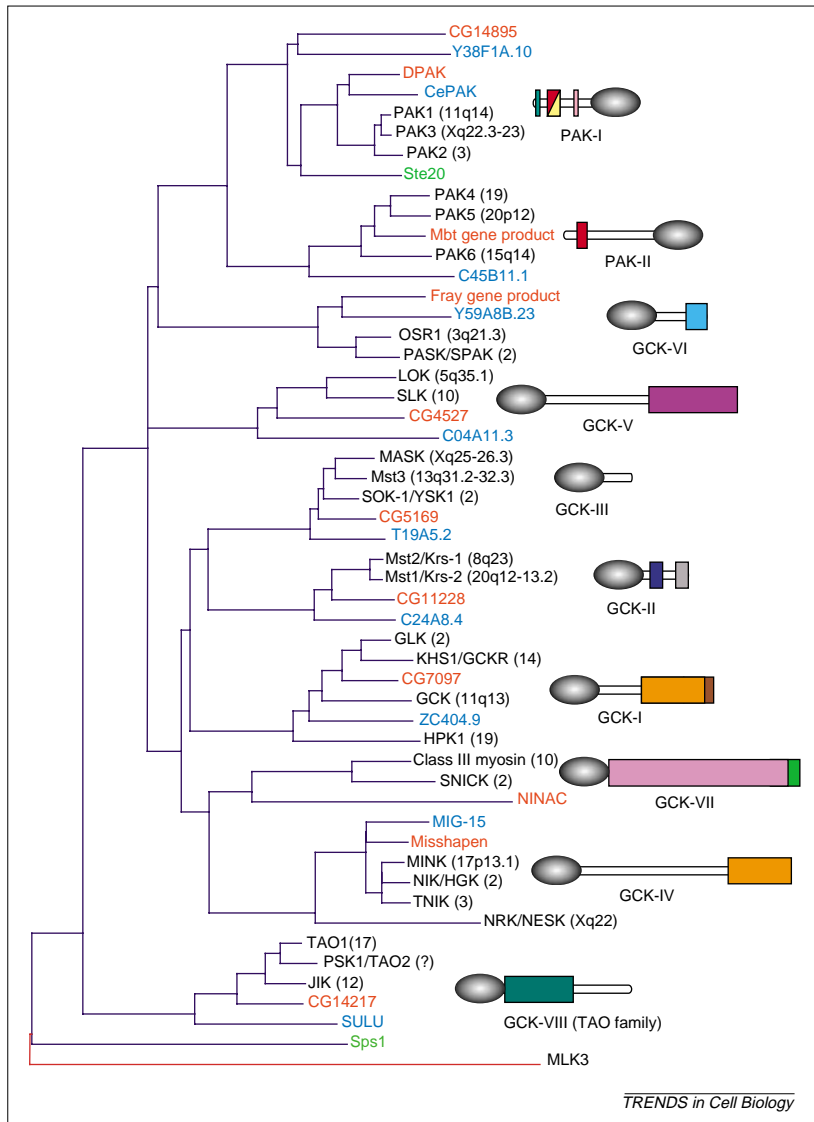 CG14895
Y38F1A.10
DPAK
CePAK
PAK1 (11q14)
PAK3 (Xq22.3-23)
PAK2 (3)
PAK-I
Ste20
PAK4 (19)
PAK5 (20p12)
Mbt gene product
PAK6 (15q14)
PAK-II
C45B11.1
Fray gene product
Y59A8B.23
OSR1 (3q21.3)
GCK-VI
PASK/SPAK (2)
LOK (5q35.1)
SLK (10)
CG4527
GCK-V
C04A11.3
MASK (Xq25-26.3)
Mst3 (13q31.2-32.3)
SOK-1/YSK1 (2)
GCK-III
CG5169
T19A5.2
Mst2/Krs-1 (8q23)
Mst1/Krs-2 (20q12-13.2)
CG11228
GCK-II
C24A8.4
GLK (2)
KHS1/GCKR (14)
CG7097
GCK (11q13)
GCK-I
ZC404.9
HPK1 (19)
Class III myosin (10)
SNICK (2)
NINAC
GCK-VII
MIG-15
Misshapen
MINK (17p13.1)
NIK/HGK (2)
GCK-IV
TNIK (3)
NRK/NESK (Xq22)
TAO1(17)
PSK1/TAO2 (?)
JIK (12)
CG14217
SULU
GCK-VIII (TAO family)
Sps1
MLK3
TRENDS in Cell Biology